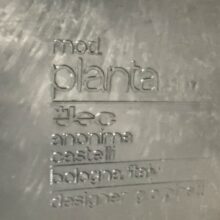 mod.
planta
anonima
castelli
bologna. italy
designer